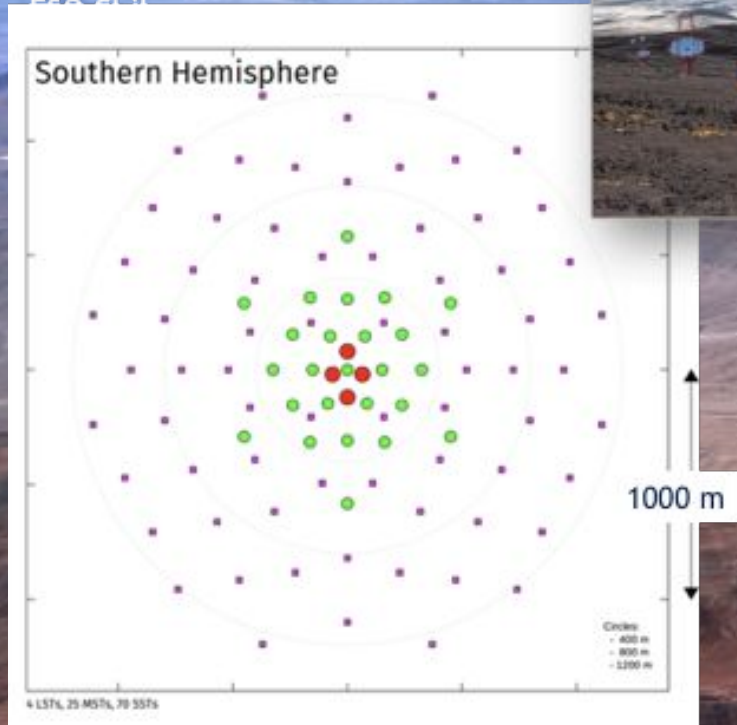 Southern Hemisphere
1000 m
Circles:
- 400 m
- 800 m
- 1200 m
4 LSTs, 25 MSTs, 70 SSTs